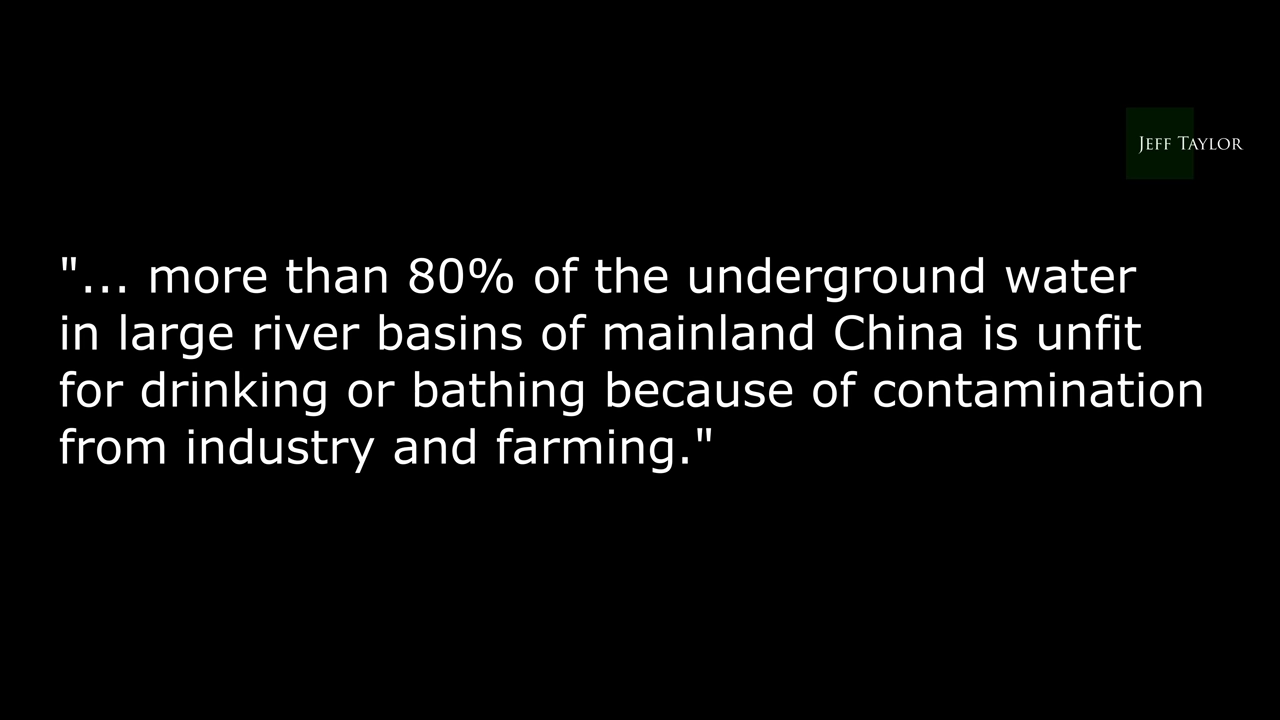 Jeff Taylor
"... more than 80% of the underground water
in large river basins of mainland China is unfit
for drinking or bathing because of contamination
from industry and farming."